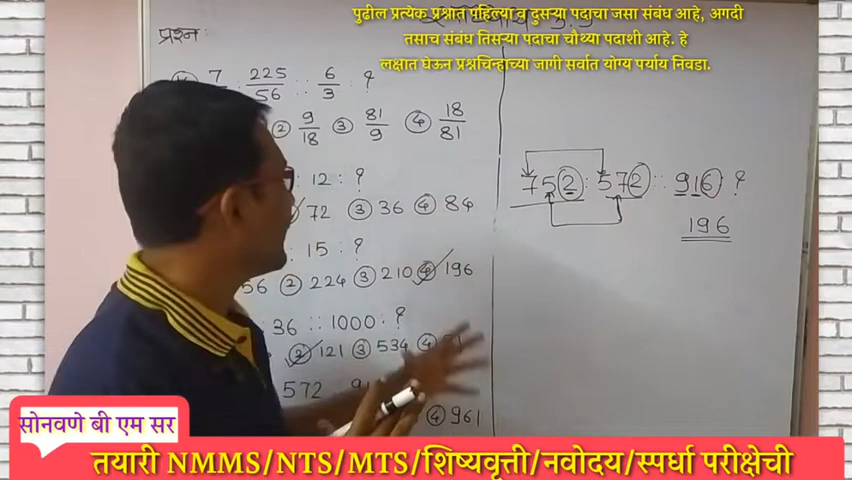 पुढील प्रत्येक प्रश्नात पहिल्या व दुसऱ्या पदाचा जसा संबंध आहे, अगदी
तसाच संबंध तिसऱ्या पदाचा चौथ्या पदाशी आहे. हे
लक्षात घेऊन प्रश्नचिन्हाच्या जागी सर्वात योग्य पर्याय निवडा.
प्रश्न :
7 225/56 :: 6/3 : ?
② 9/18 ③ 81/9 ④ 18/81
: 12 : ?
72 ③ 36 ④ 84
: 15 : ?
56 ② 224 ③ 210 ④ 196
36 :: 1000 : ?
② 121 ③ 534 ④
572
④ 961
752 : 572 :: 916 : ?
196
सोनवणे बी एम सर
तयारी NMMS/NTS/MTS/शिष्यवृत्ती/नवोदय/स्पर्धा परीक्षेची